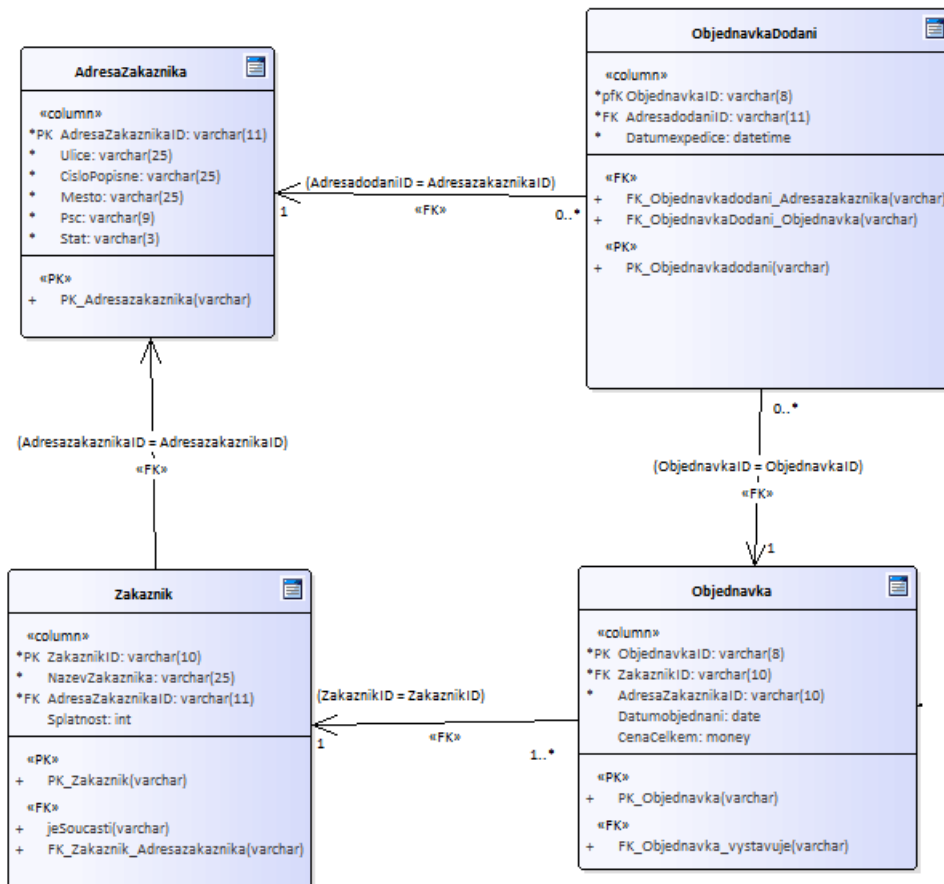 AdresaZakaznika
«column»
*PK AdresaZakaznikaID: varchar(11)
* Ulice: varchar(25)
* CisloPopisne: varchar(25)
* Mesto: varchar(25)
* Psc: varchar(9)
* Stat: varchar(3)
«PK»
+ PK_Adresazakaznika(varchar)
ObjednavkaDodani
«column»
*pfK ObjednavkaID: varchar(8)
*FK AdresadodaniID: varchar(11)
* Datumexpedice: datetime
«FK»
+ FK_Objednavkadodani_Adresazakaznika(varchar)
+ FK_ObjednavkaDodani_Objednavka(varchar)
«PK»
+ PK_Objednavkadodani(varchar)
(AdresadodaniID = AdresazakaznikaID)
1
«FK»
0..*
(AdresazakaznikaID = AdresazakaznikaID)
«FK»
0..*
(ObjednavkaID = ObjednavkaID)
«FK»
1
Zakaznik
«column»
*PK ZakaznikID: varchar(10)
* NazevZakaznika: varchar(25)
*FK AdresaZakaznikaID: varchar(11)
Splatnost: int
«PK»
+ PK_Zakaznik(varchar)
«FK»
+ jeSoucasti(varchar)
+ FK_Zakaznik_Adresazakaznika(varchar)
(ZakaznikID = ZakaznikID)
1
«FK»
1..*
Objednavka
«column»
*PK ObjednavkaID: varchar(8)
*FK ZakaznikID: varchar(10)
* AdresaZakaznikaID: varchar(10)
Datumobjednani: date
CenaCelkem: money
«PK»
+ PK_Objednavka(varchar)
«FK»
+ FK_Objednavka_vystavuje(varchar)